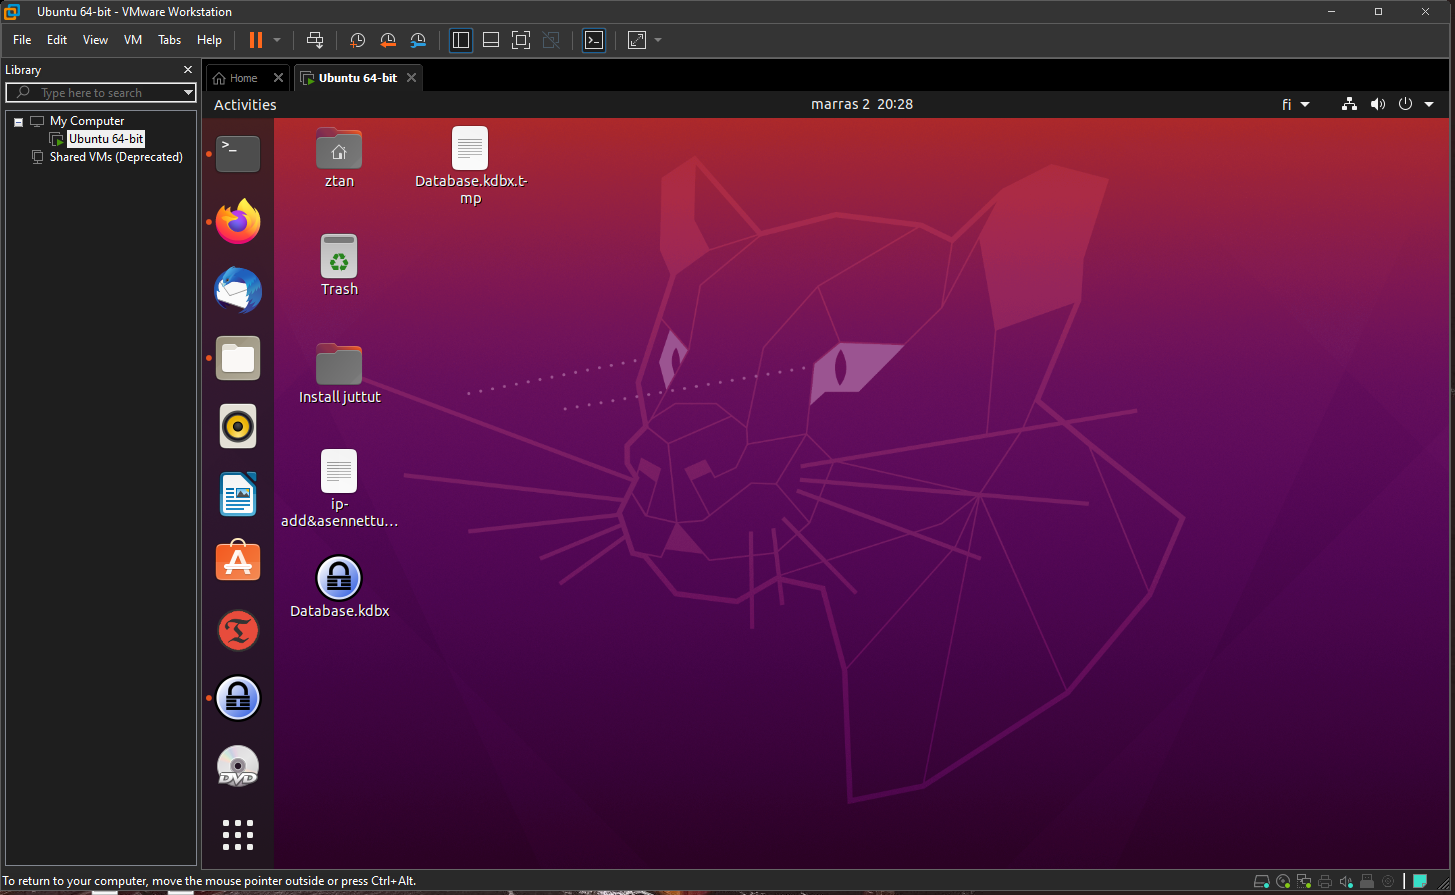 Ubuntu 64-bit - VMware Workstation
File Edit View VM Tabs Help
Library
Type here to search
My Computer
Ubuntu 64-bit
Shared VMs (Deprecated)
Home
Ubuntu 64-bit
Activities
marras 2 20:28
fi
>_
ztan
Database.kdbx.t-
mp
Trash
Install juttut
ip-
add&asennettu...
Database.kdbx
DVD
To return to your computer, move the mouse pointer outside or press Ctrl+Alt.